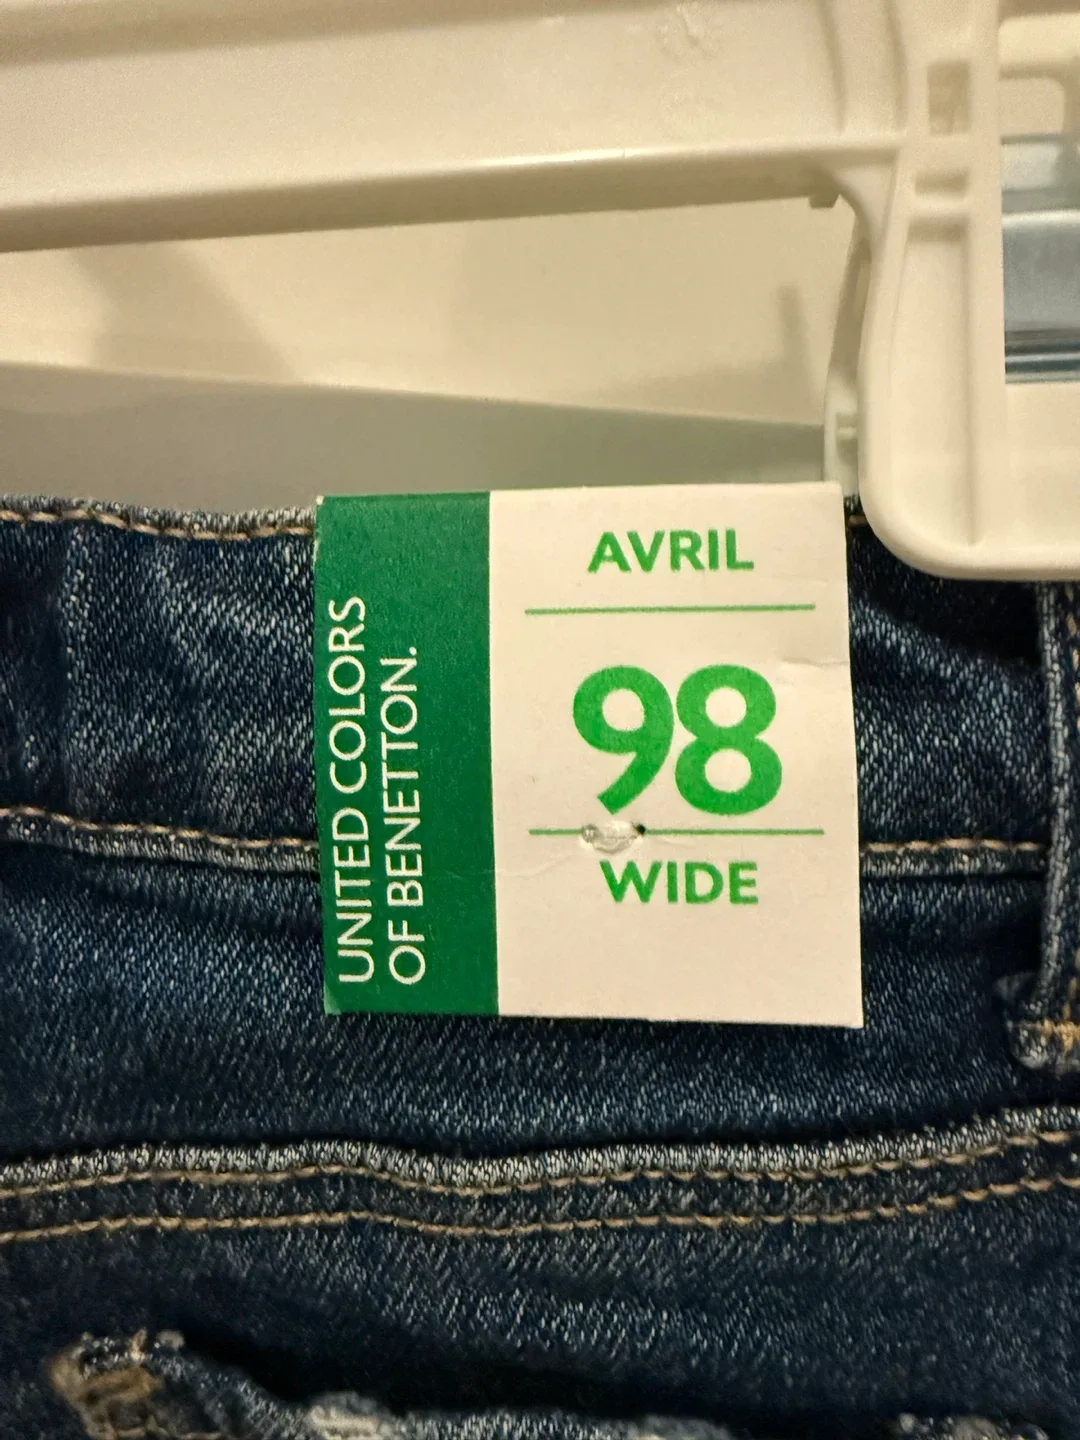 UNITED COLORS
OF BENETTON.
AVRIL
98
WIDE